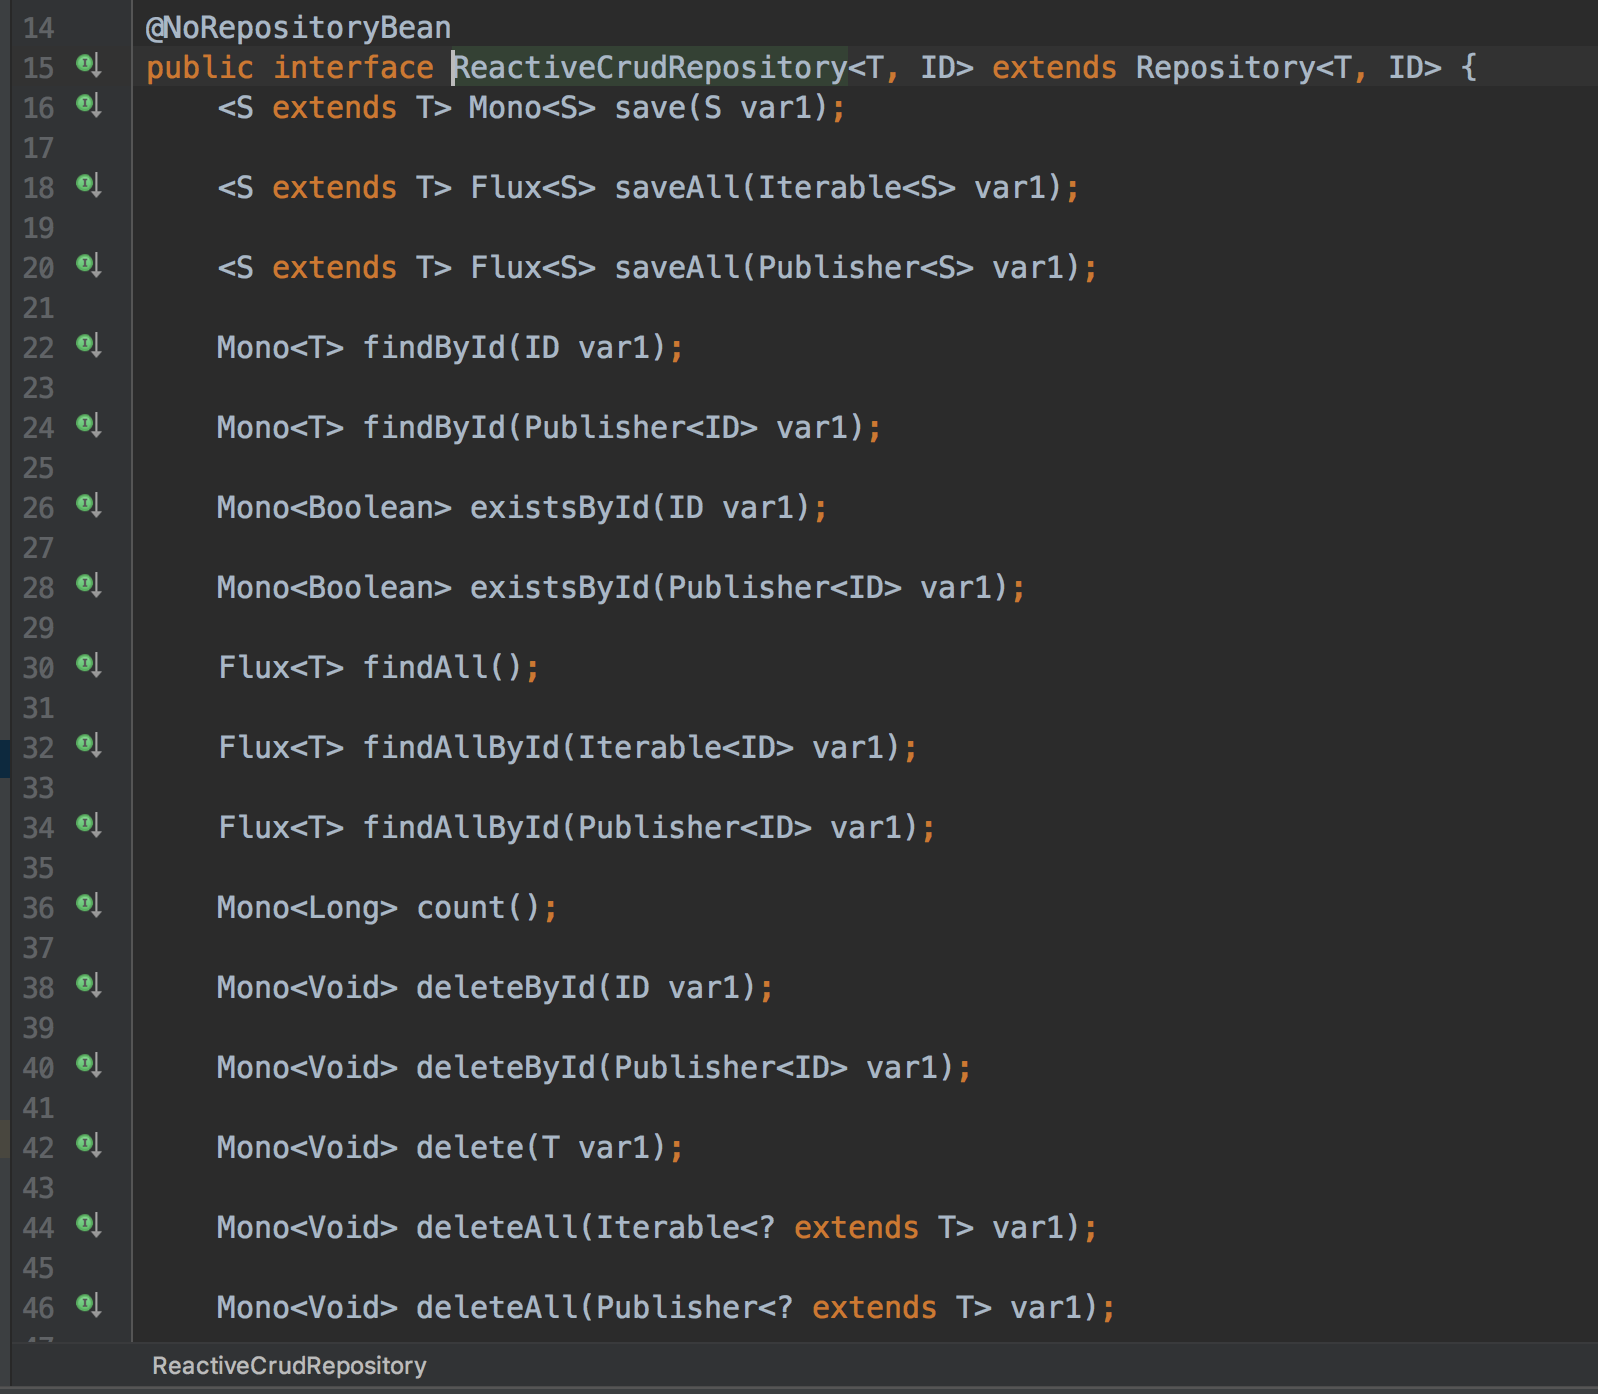 14 @NoRepositoryBean
15 public interface ReactiveCrudRepository<T, ID> extends Repository<T, ID> {
16 <S extends T> Mono<S> save(S var1);
17
18 <S extends T> Flux<S> saveAll(Iterable<S> var1);
19
20 <S extends T> Flux<S> saveAll(Publisher<S> var1);
21
22 Mono<T> findById(ID var1);
23
24 Mono<T> findById(Publisher<ID> var1);
25
26 Mono<Boolean> existsById(ID var1);
27
28 Mono<Boolean> existsById(Publisher<ID> var1);
29
30 Flux<T> findAll();
31
32 Flux<T> findAllById(Iterable<ID> var1);
33
34 Flux<T> findAllById(Publisher<ID> var1);
35
36 Mono<Long> count();
37
38 Mono<Void> deleteById(ID var1);
39
40 Mono<Void> deleteById(Publisher<ID> var1);
41
42 Mono<Void> delete(T var1);
43
44 Mono<Void> deleteAll(Iterable<? extends T> var1);
45
46 Mono<Void> deleteAll(Publisher<? extends T> var1);
47
ReactiveCrudRepository